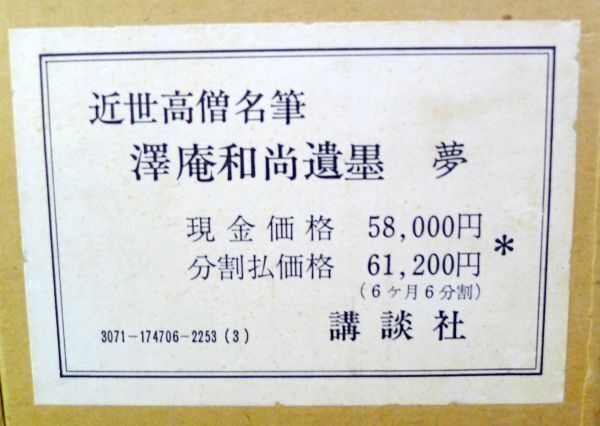 近世高僧名筆
澤庵和尚遺墨 夢
現金価格 58,000円
分割払価格 61,200円 *
(6ヶ月6分割)
3071-174706-2253(3) 講談社